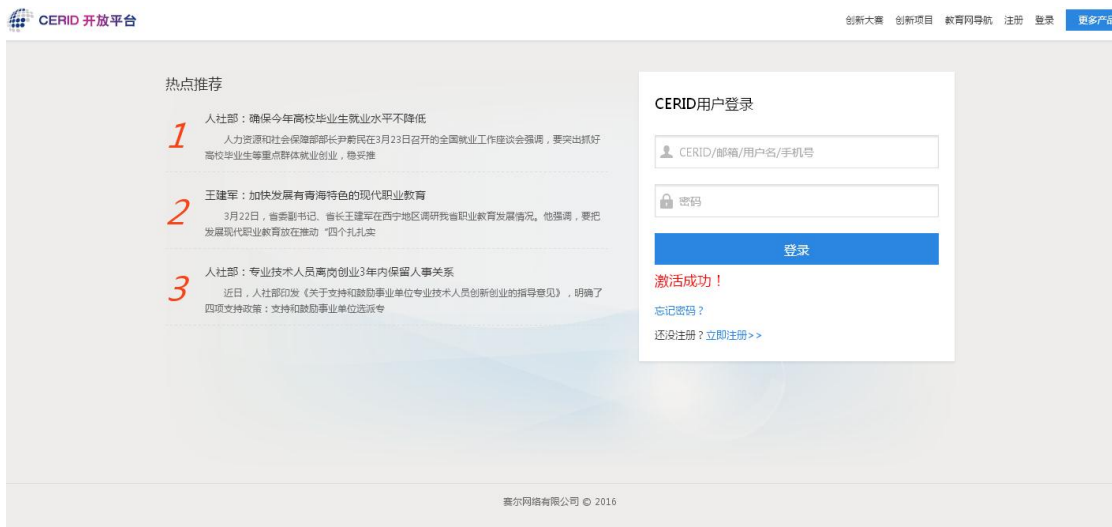 CERID 开放平台
创新大赛 创新项目 教育网导航 注册 登录 更多产品
热点推荐
1
人社部：确保今年高校毕业生就业水平不降低
人力资源和社会保障部部长尹蔚民在3月23日召开的全国就业工作座谈会强调，要突出抓好
高校毕业生等重点群体就业创业，稳妥推
2
王建军：加快发展有青海特色的现代职业教育
3月22日，省委副书记、省长王建军在西宁地区调研我省职业教育发展情况。他强调，要把
发展现代职业教育放在推动“四个扎扎实
3
人社部：专业技术人员离岗创业3年内保留人事关系
近日，人社部印发《关于支持和鼓励事业单位专业技术人员创新创业的指导意见》，明确了
四项支持政策：支持和鼓励事业单位选派专
CERID用户登录
CERID/邮箱/用户名/手机号
密码
登录
激活成功！
忘记密码？
还没注册？立即注册>>
赛尔网络有限公司 © 2016